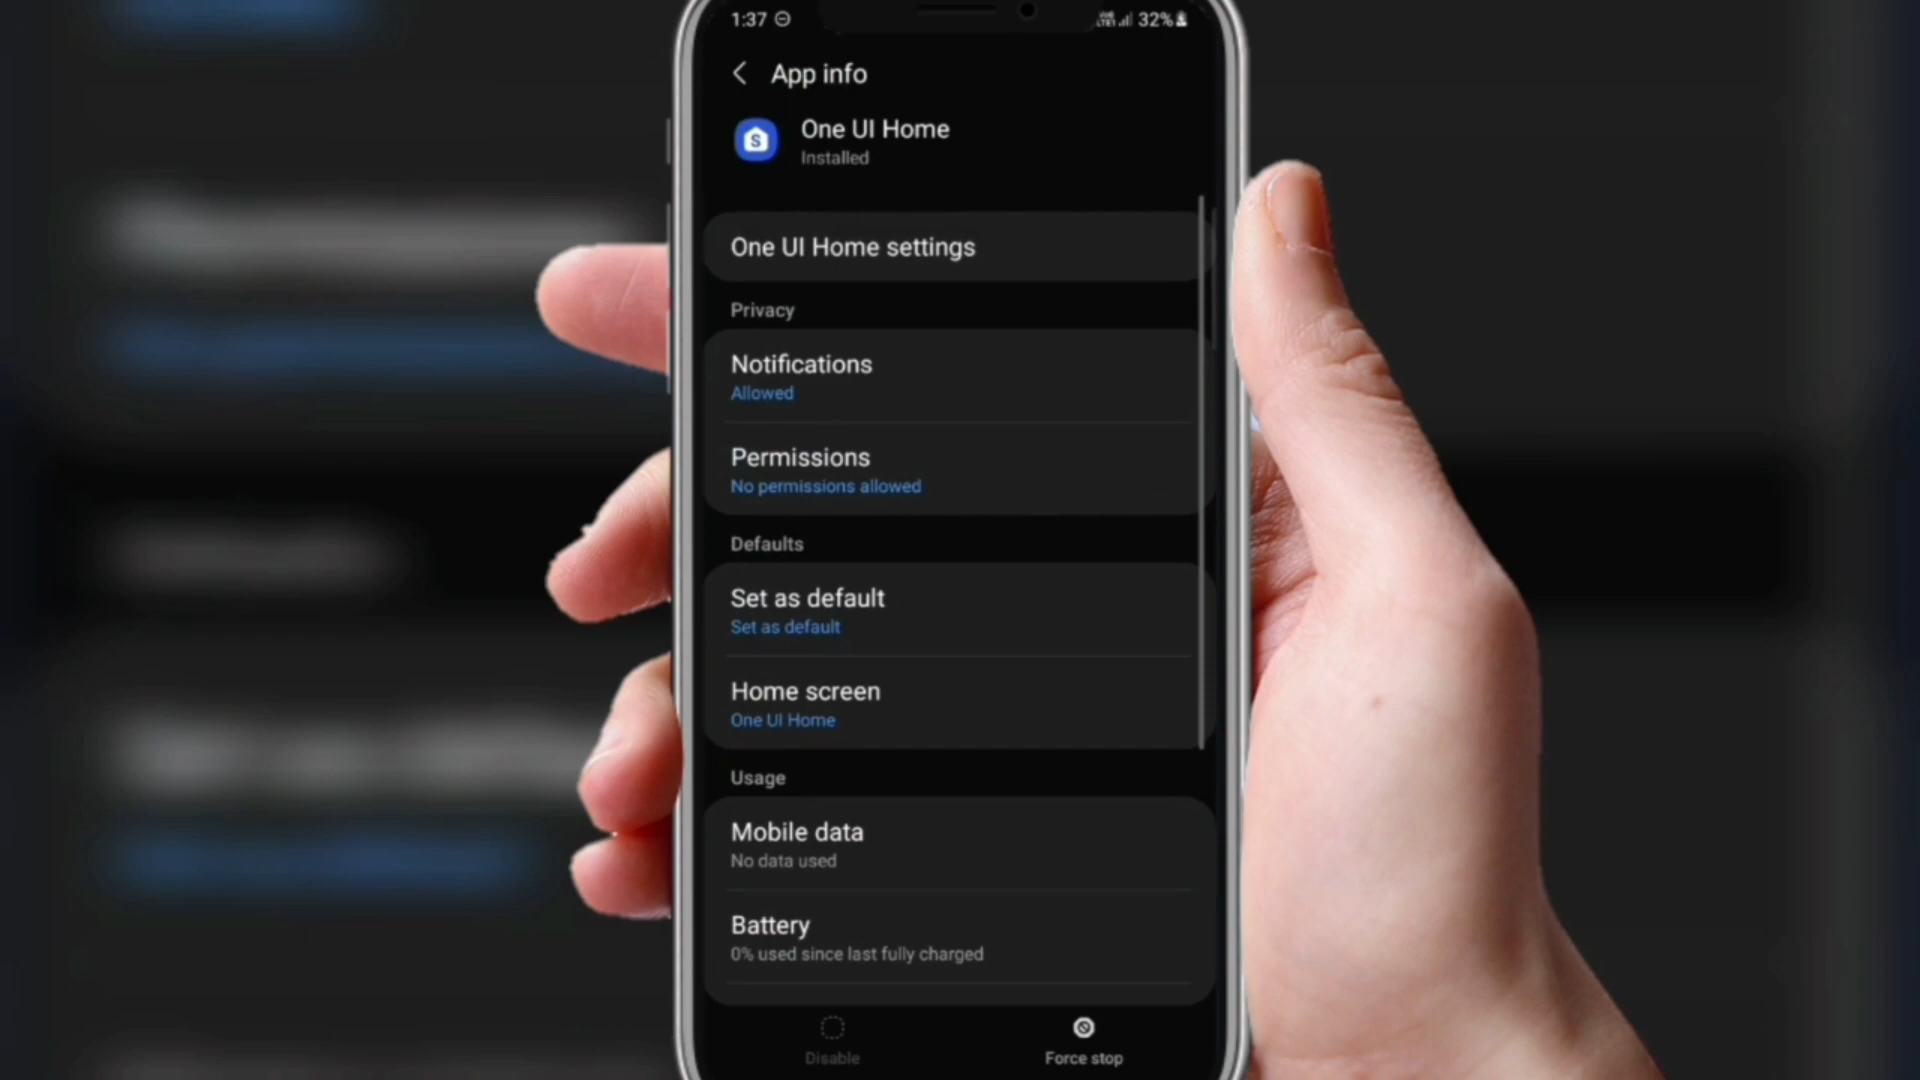 1:37 32%
App info
S
One UI Home
Installed
One UI Home settings
Privacy
Notifications
Allowed
Permissions
No permissions allowed
Defaults
Set as default
Set as default
Home screen
One UI Home
Usage
Mobile data
No data used
Battery
0% used since last fully charged
Disable
Force stop